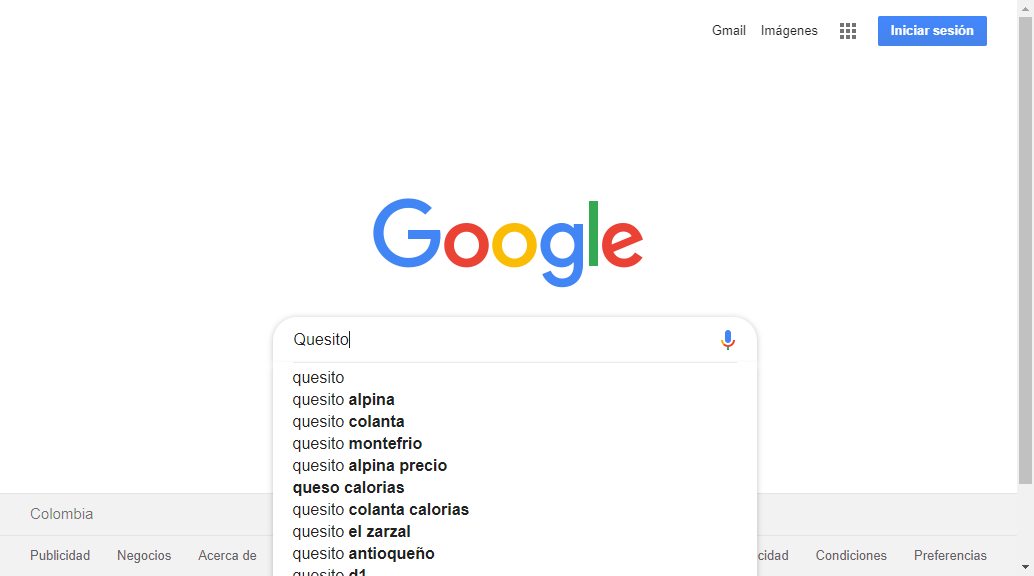 Gmail Imágenes Iniciar sesión
Google
Quesito
quesito
quesito alpina
quesito colanta
quesito montefrio
quesito alpina precio
queso calorias
quesito colanta calorias
quesito el zarzal
quesito antioqueño
quesito d1
Colombia
Publicidad Negocios Acerca de cidad Condiciones Preferencias